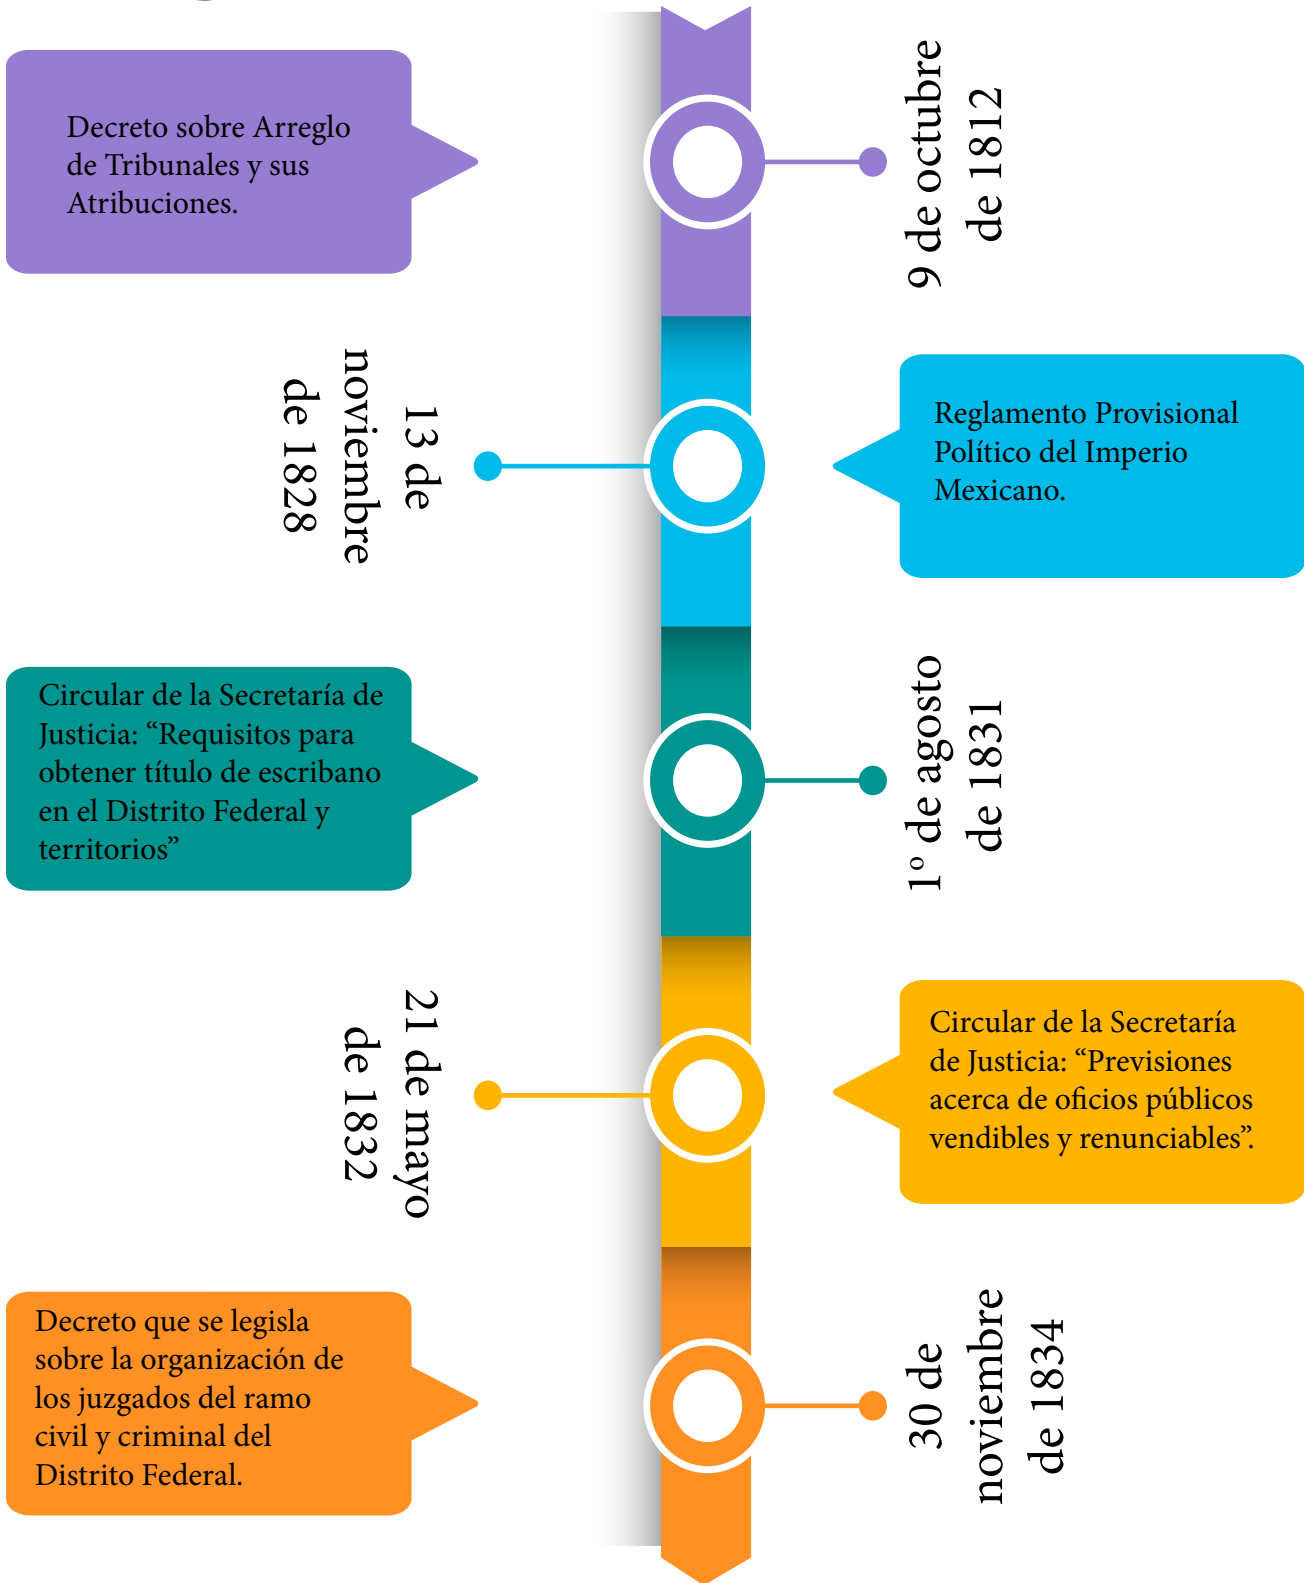 Decreto sobre Arreglo
de Tribunales y sus
Atribuciones.
9 de octubre
de 1812
13 de
noviembre
de 1828
Reglamento Provisional
Político del Imperio
Mexicano.
Circular de la Secretaría de
Justicia: “Requisitos para
obtener título de escribano
en el Distrito Federal y
territorios”
1º de agosto
de 1831
21 de mayo
de 1832
Circular de la Secretaría
de Justicia: “Previsiones
acerca de oficios públicos
vendibles y renunciables”.
Decreto que se legisla
sobre la organización de
los juzgados del ramo
civil y criminal del
Distrito Federal.
30 de
noviembre
de 1834